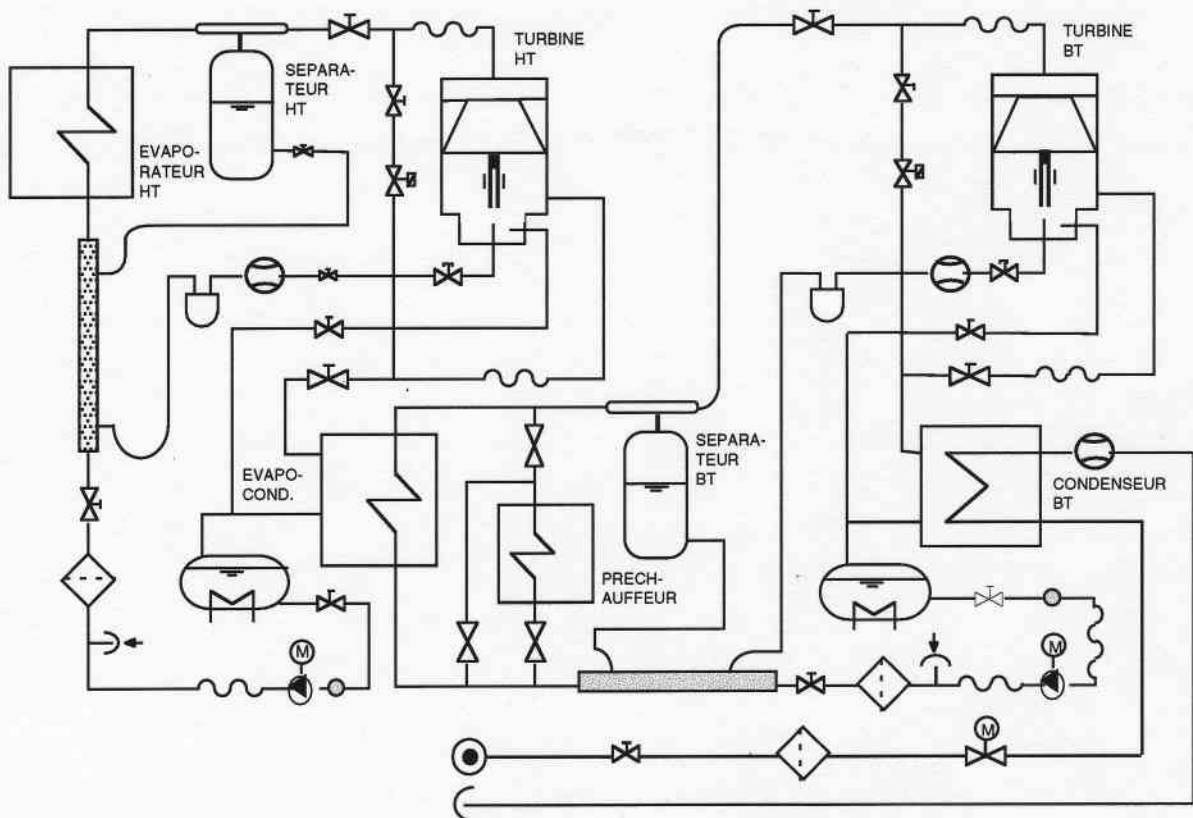 TURBINE
HT
TURBINE
BT
SEPARA-
TEUR
HT
EVAPO-
RATEUR
HT
EVAPO-
COND.
SEPARA-
TEUR
BT
CONDENSEUR
BT
PRECH-
AUFFEUR
M
M
M